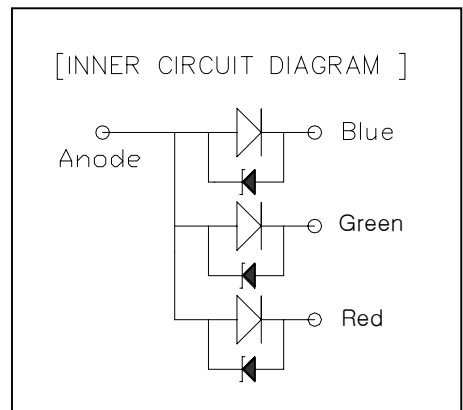 [INNER CIRCUIT DIAGRAM ]
Blue
Anode
Green
Red